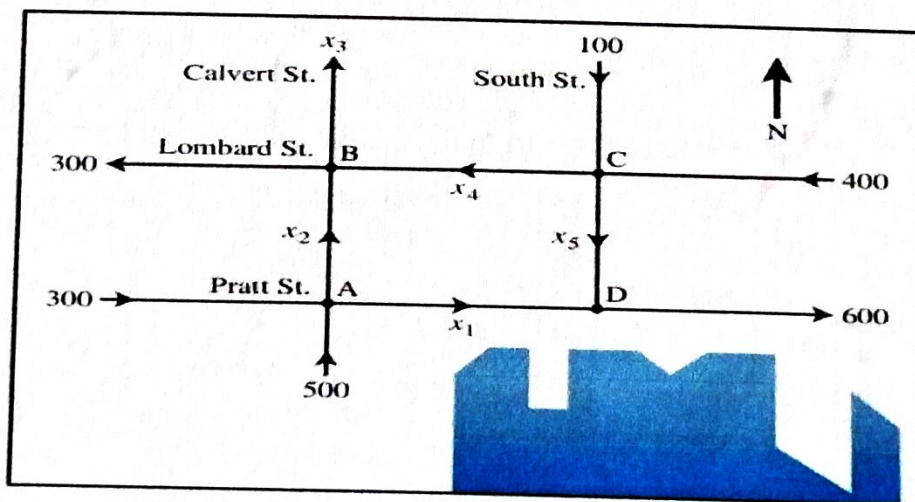 x₃
100
Calvert St.
South St.
N
Lombard St.
B
C
300
400
x₄
x₂
x₅
Pratt St.
A
D
300
600
x₁
500